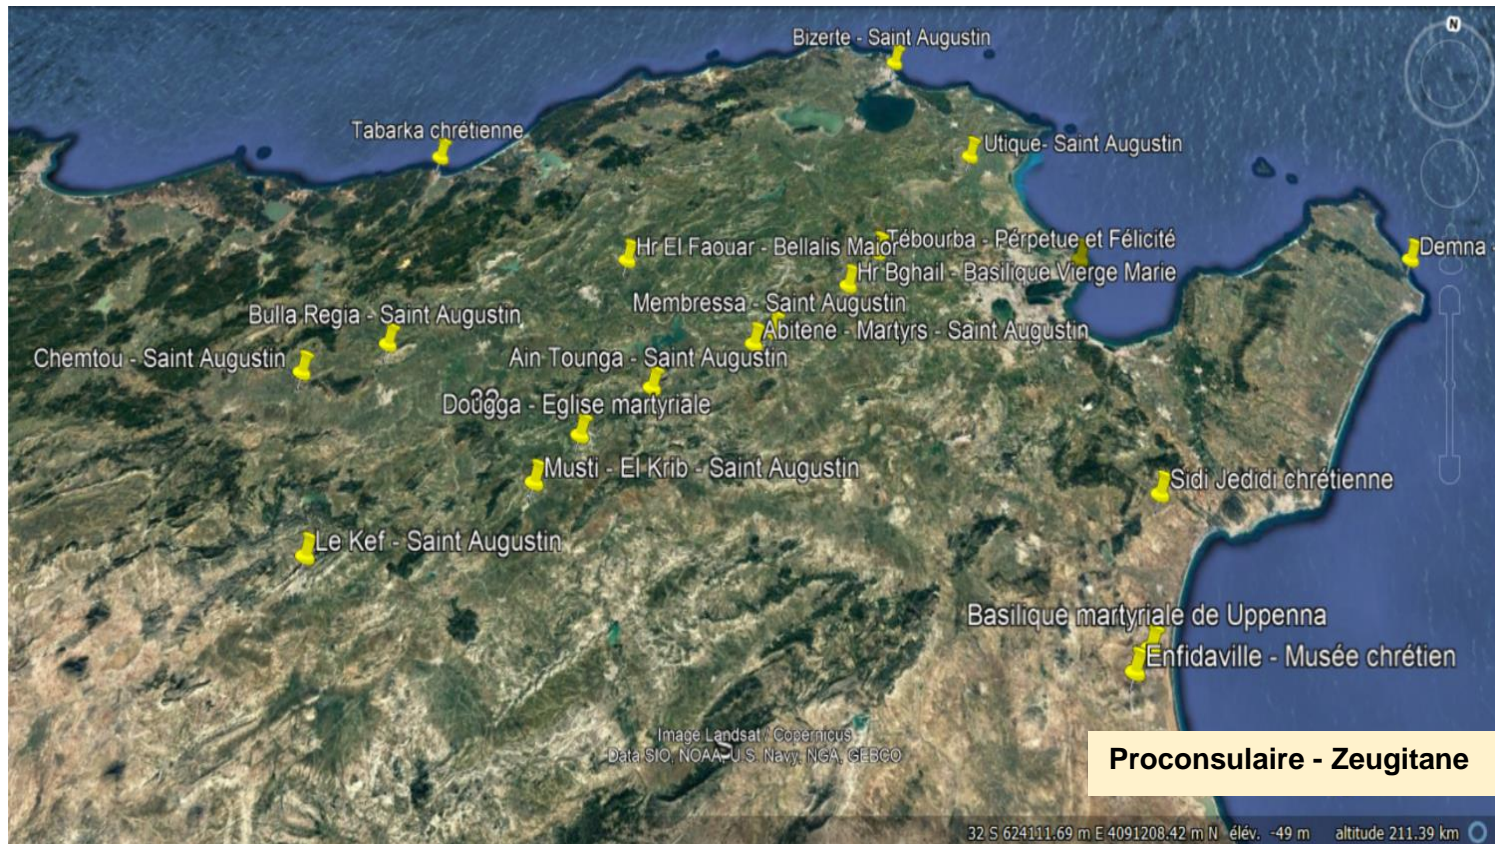 N
Bizerte - Saint Augustin
Tabarka chrétienne
Utique- Saint Augustin
Tébourba - Pérpetue et Félicité
Hr El Faouar - Bellalis Maior
Demna -
Hr Bghail - Basilique Vierge Marie
Membressa - Saint Augustin
Bulla Regia - Saint Augustin
Abitène - Martyrs - Saint Augustin
Chemtou - Saint Augustin
Ain Tounga - Saint Augustin
Dougga - Eglise martyriale
Musti - El Krib - Saint Augustin
Sidi Jedidi chrétienne
Le Kef - Saint Augustin
Basilique martyriale de Uppenna
Enfidaville - Musée chrétien
Image Landsat / Copernicus
Data SIO, NOAA, U.S. Navy, NGA, GEBCO
S
Proconsulaire - Zeugitane
32 S 624111.69 m E 4091208.42 m N élév. -49 m altitude 211.39 km